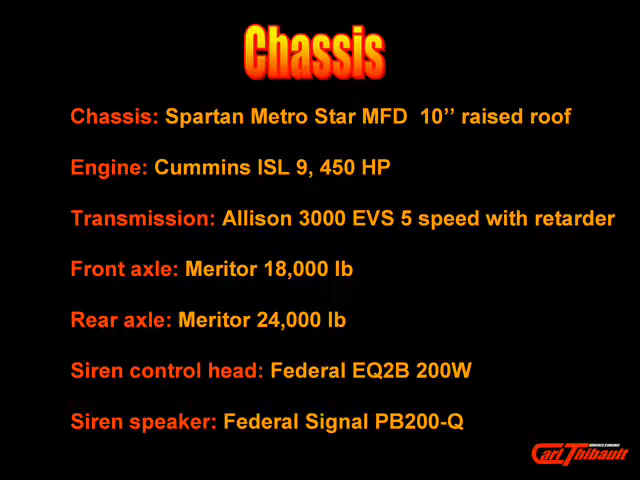 Chassis
Chassis: Spartan Metro Star MFD  10’’ raised roof
Engine: Cummins ISL 9, 450 HP
Transmission: Allison 3000 EVS 5 speed with retarder
Front axle: Meritor 18,000 lb
Rear axle: Meritor 24,000 lb
Siren control head: Federal EQ2B 200W
Siren speaker: Federal Signal PB200-Q
Carl Thibault